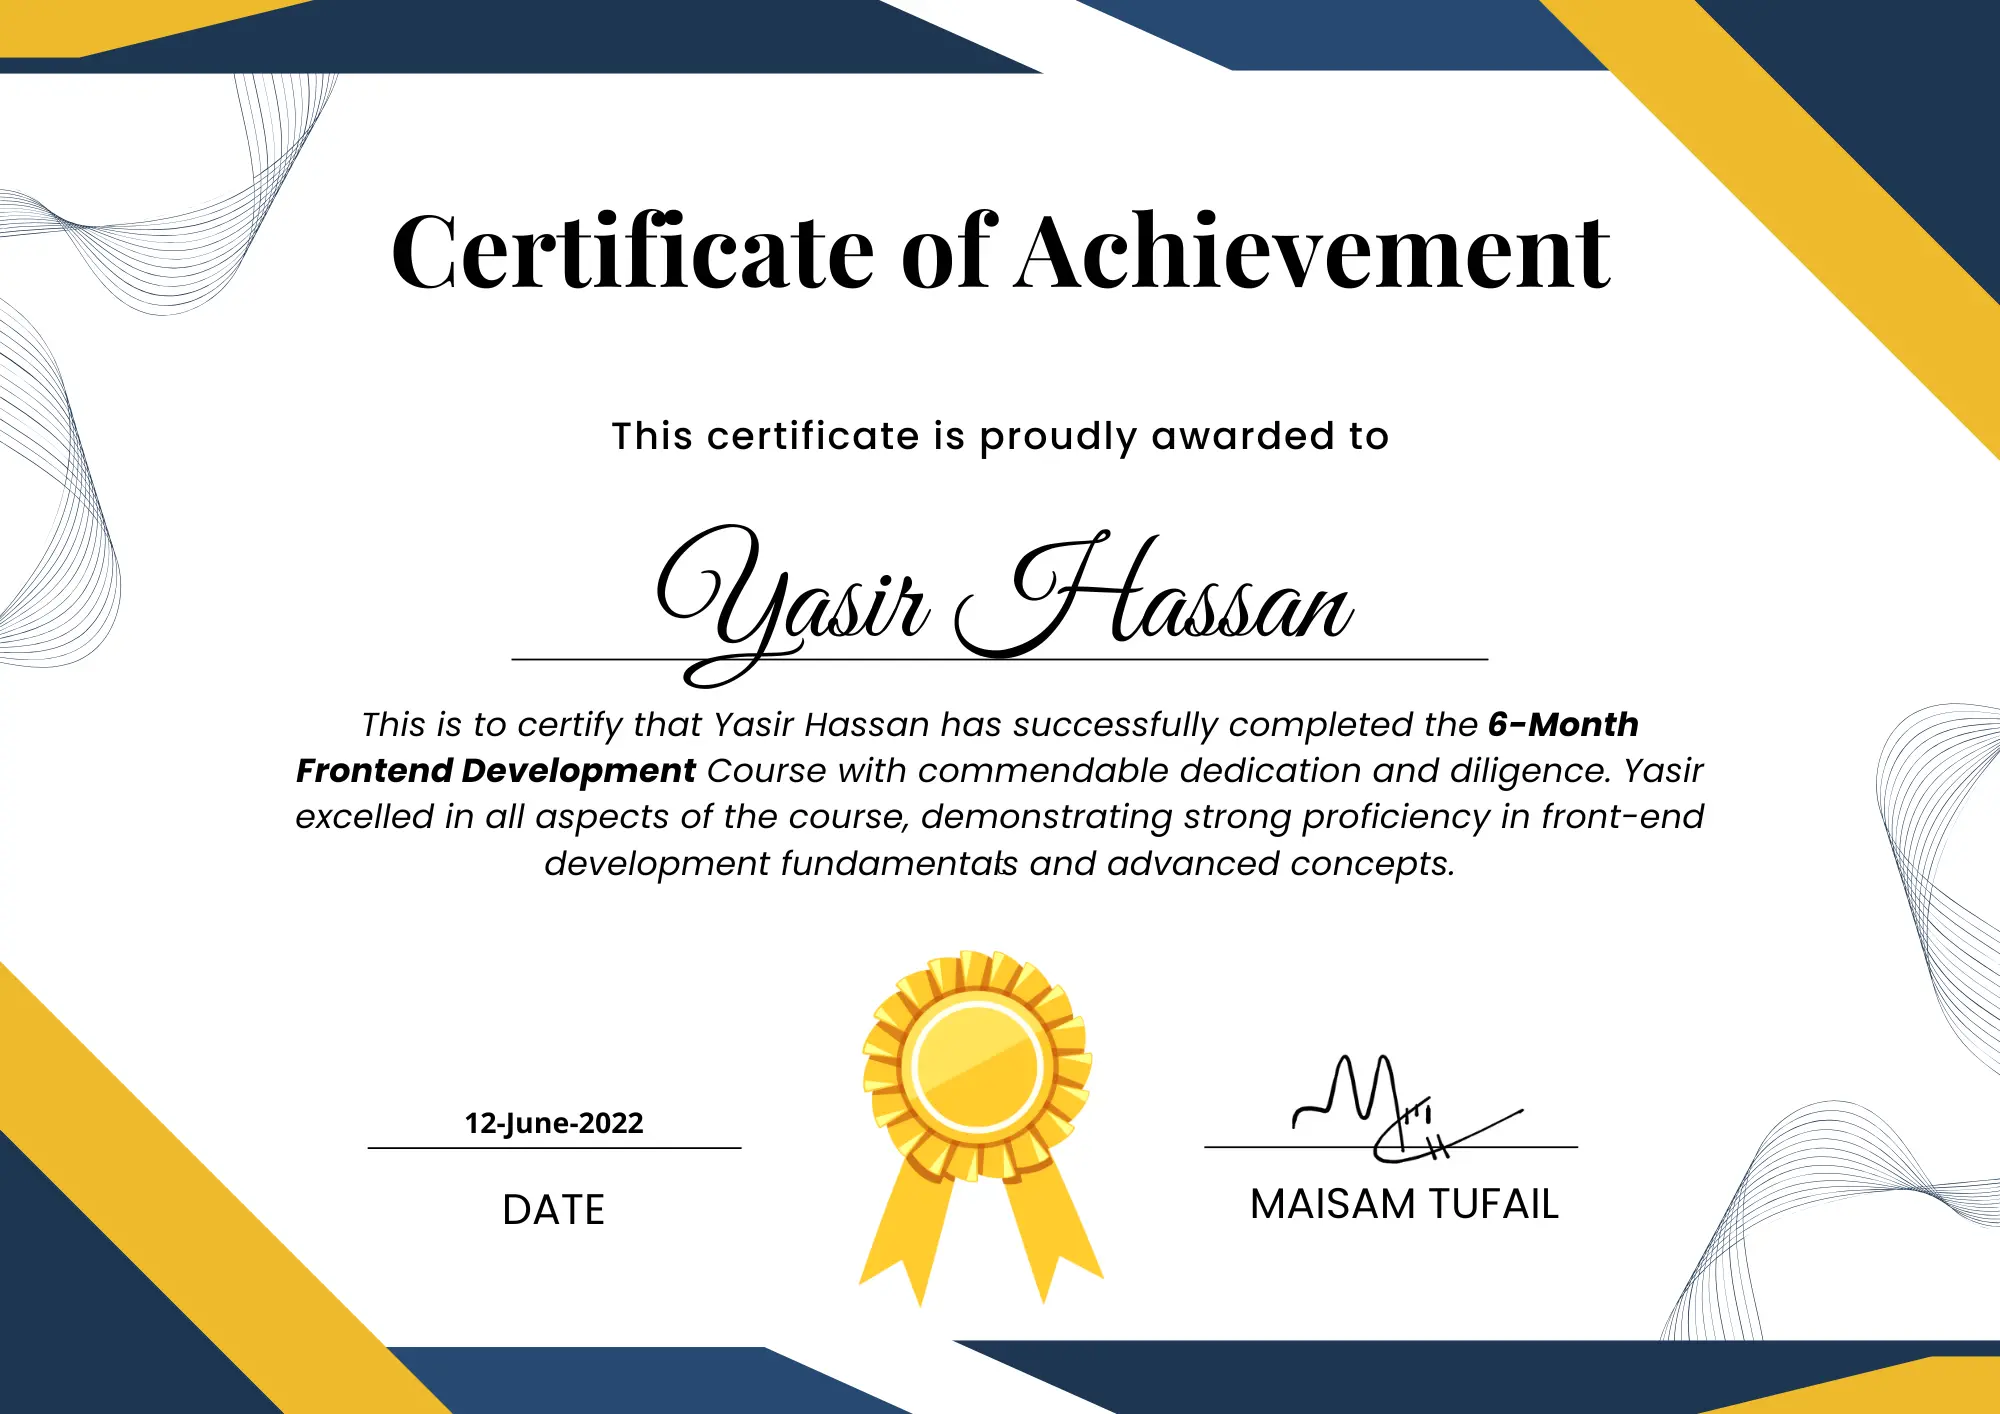 Certificate of Achievement
This certificate is proudly awarded to
Yasir Hassan
This is to certify that Yasir Hassan has successfully completed the 6-Month
Frontend Development Course with commendable dedication and diligence. Yasir
excelled in all aspects of the course, demonstrating strong proficiency in front-end
development fundamentals and advanced concepts.
12-June-2022
DATE
MAISAM TUFAIL